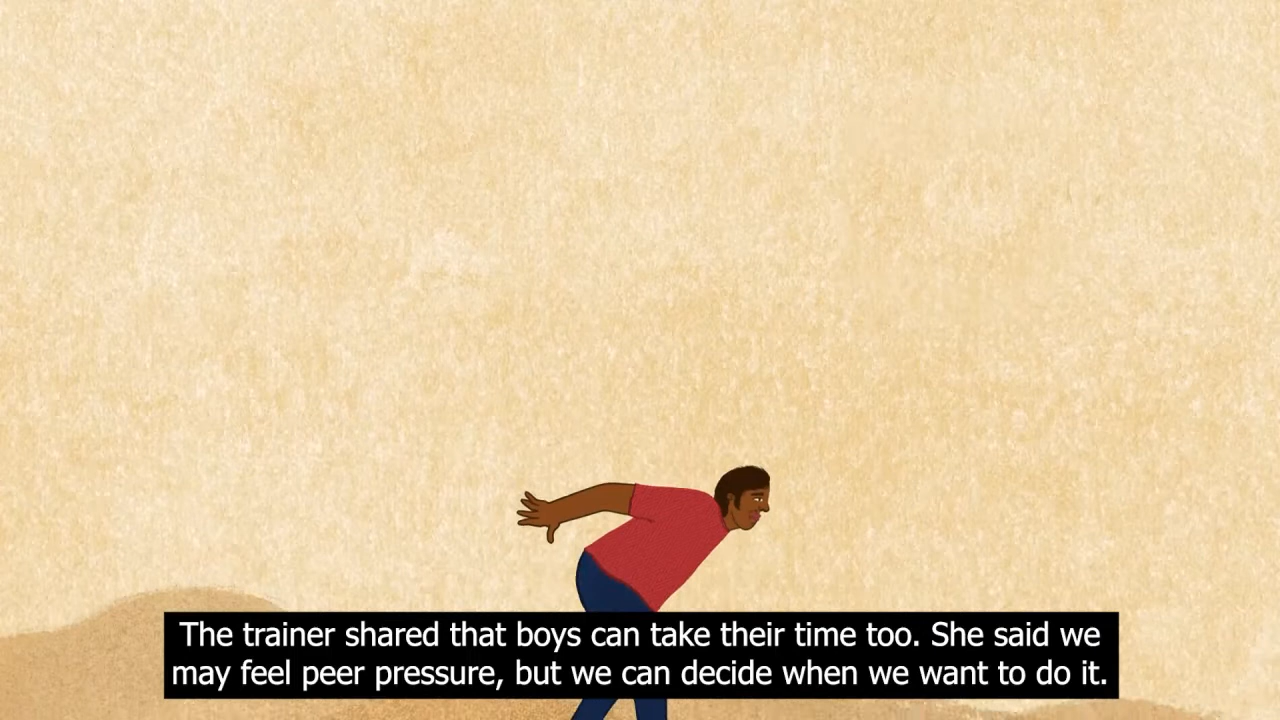 The trainer shared that boys can take their time too. She said we
may feel peer pressure, but we can decide when we want to do it.